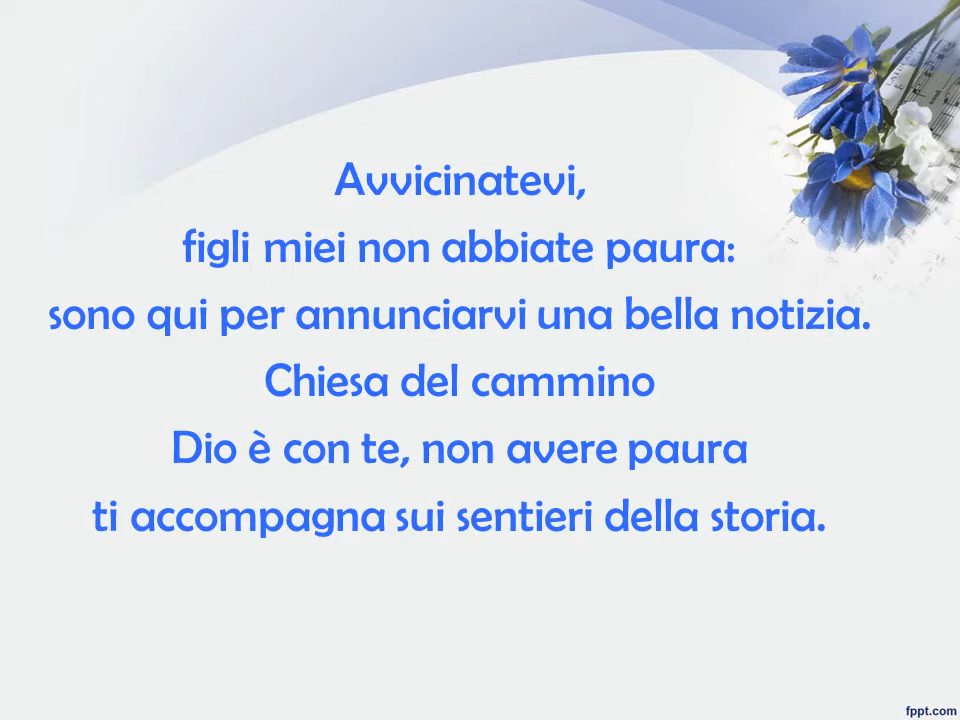 Avvicinatevi,
figli miei non abbiate paura:
sono qui per annunciarvi una bella notizia.
Chiesa del cammino
Dio è con te, non avere paura
ti accompagna sui sentieri della storia.
fppt.com